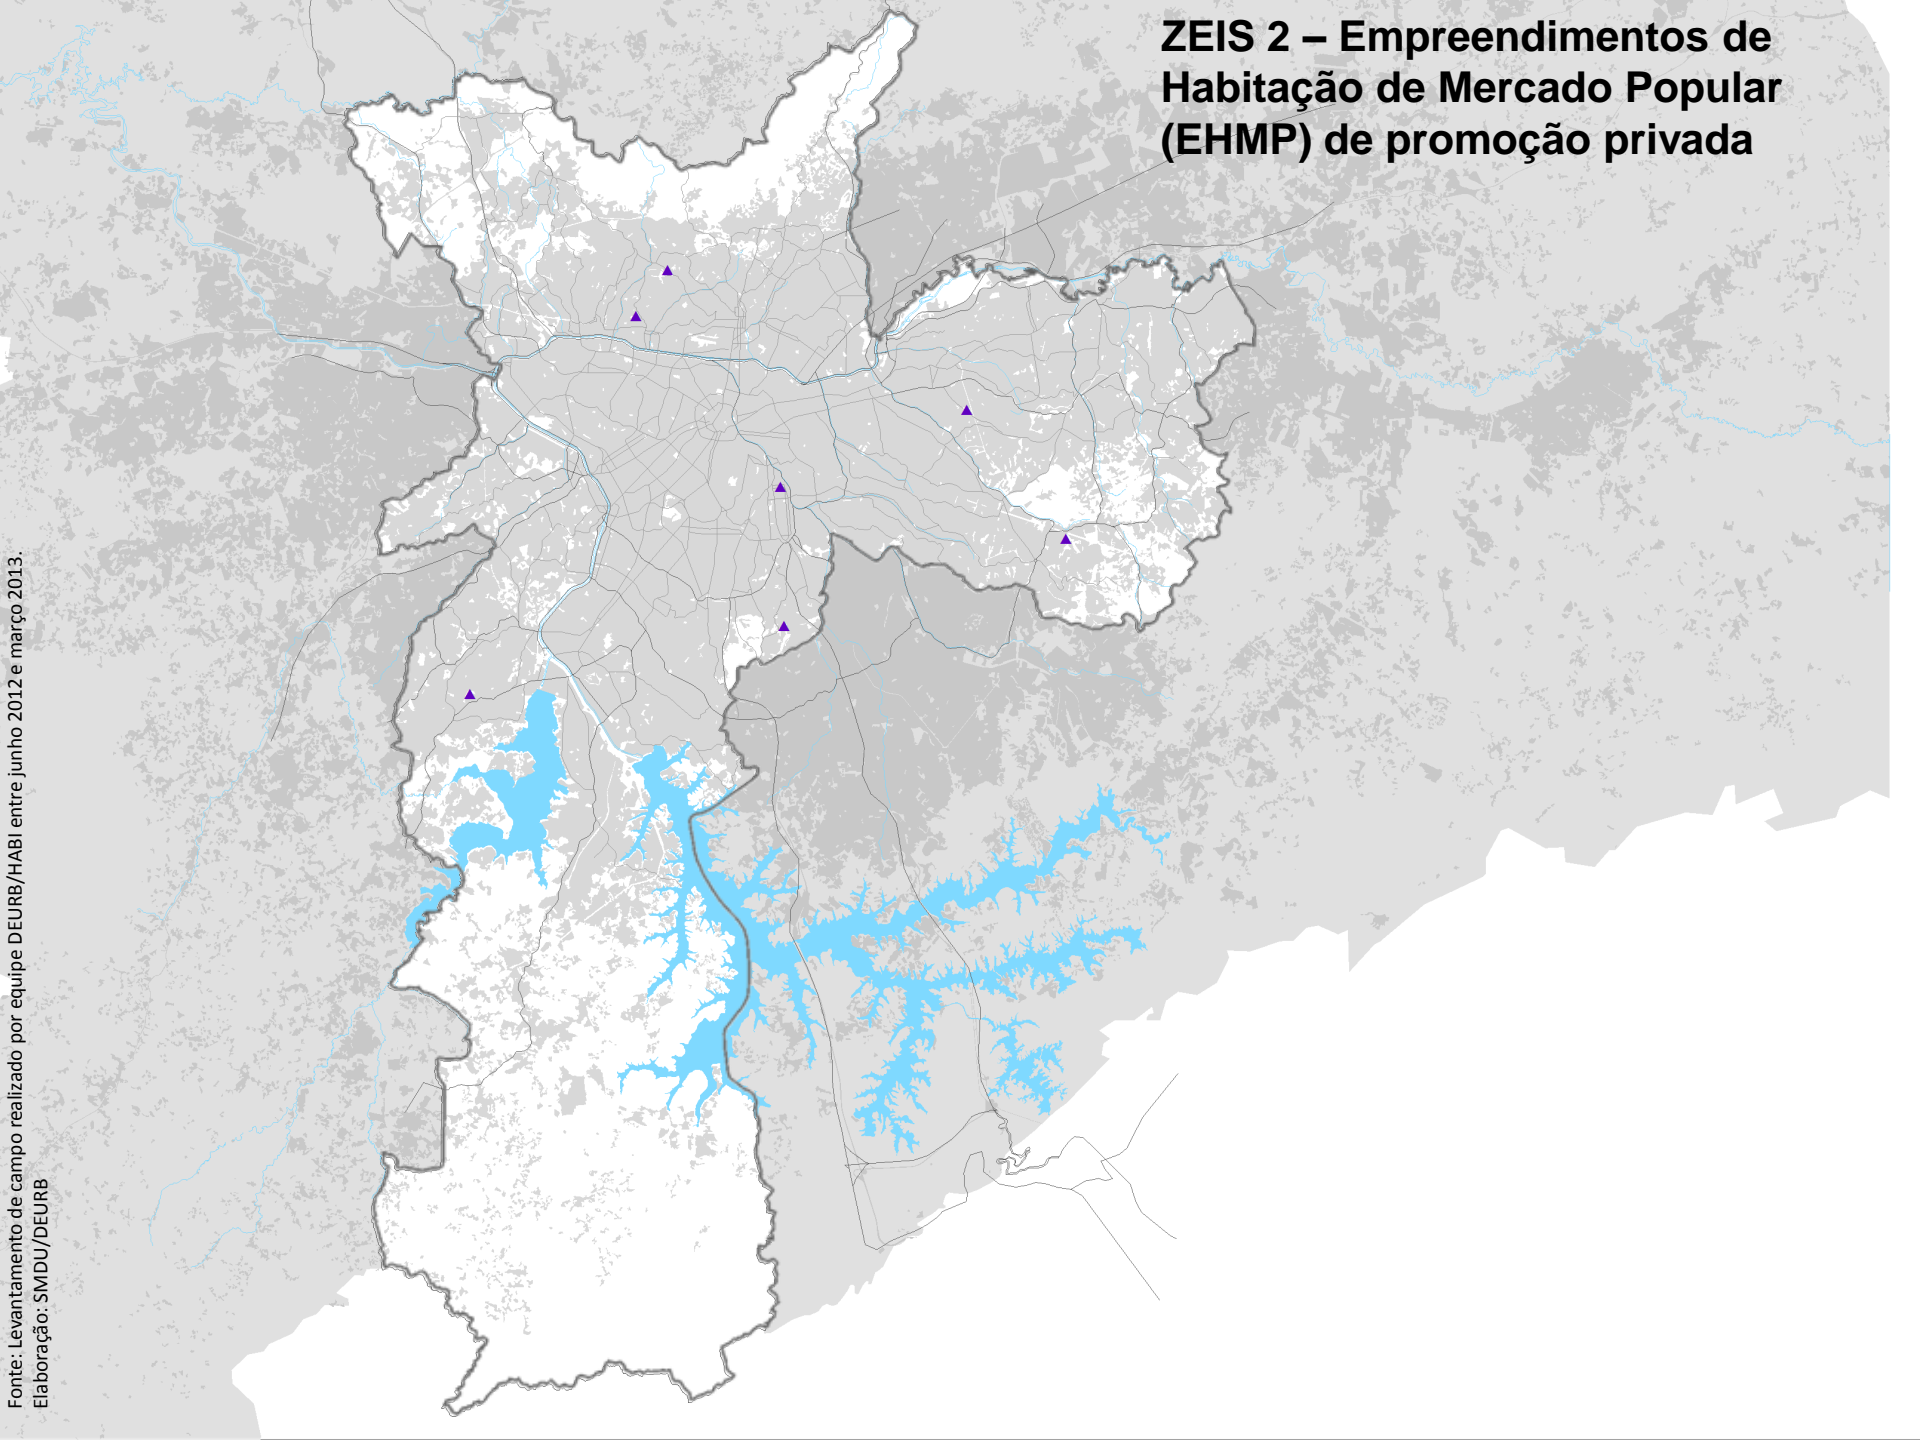 ZEIS 2 – Empreendimentos de
Habitação de Mercado Popular
(EHMP) de promoção privada
Fonte: Levantamento de campo realizado por equipe DEURB/HABI entre junho 2012 e março 2013.
Elaboração: SMDU/DEURB